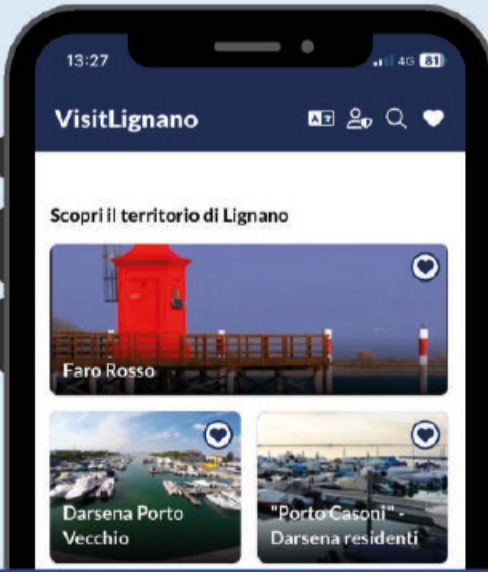 13:27
4G 81
VisitLignano
A
Scopri il territorio di Lignano
Faro Rosso
Darsena Porto
Vecchio
"Porto Casoni" -
Darsena residenti